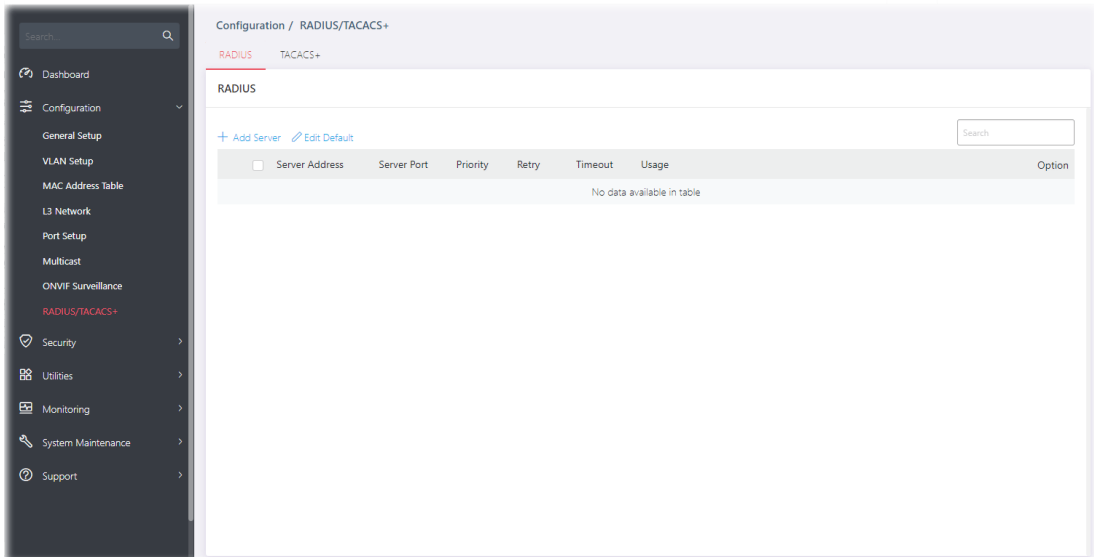 Search...
Dashboard
Configuration
General Setup
VLAN Setup
MAC Address Table
L3 Network
Port Setup
Multicast
ONVIF Surveillance
RADIUS/TACACS+
Security
Utilities
Monitoring
System Maintenance
Support
Configuration / RADIUS/TACACS+
RADIUS TACACS+
RADIUS
+ Add Server Edit Default
Search
Server Address Server Port Priority Retry Timeout Usage Option
No data available in table